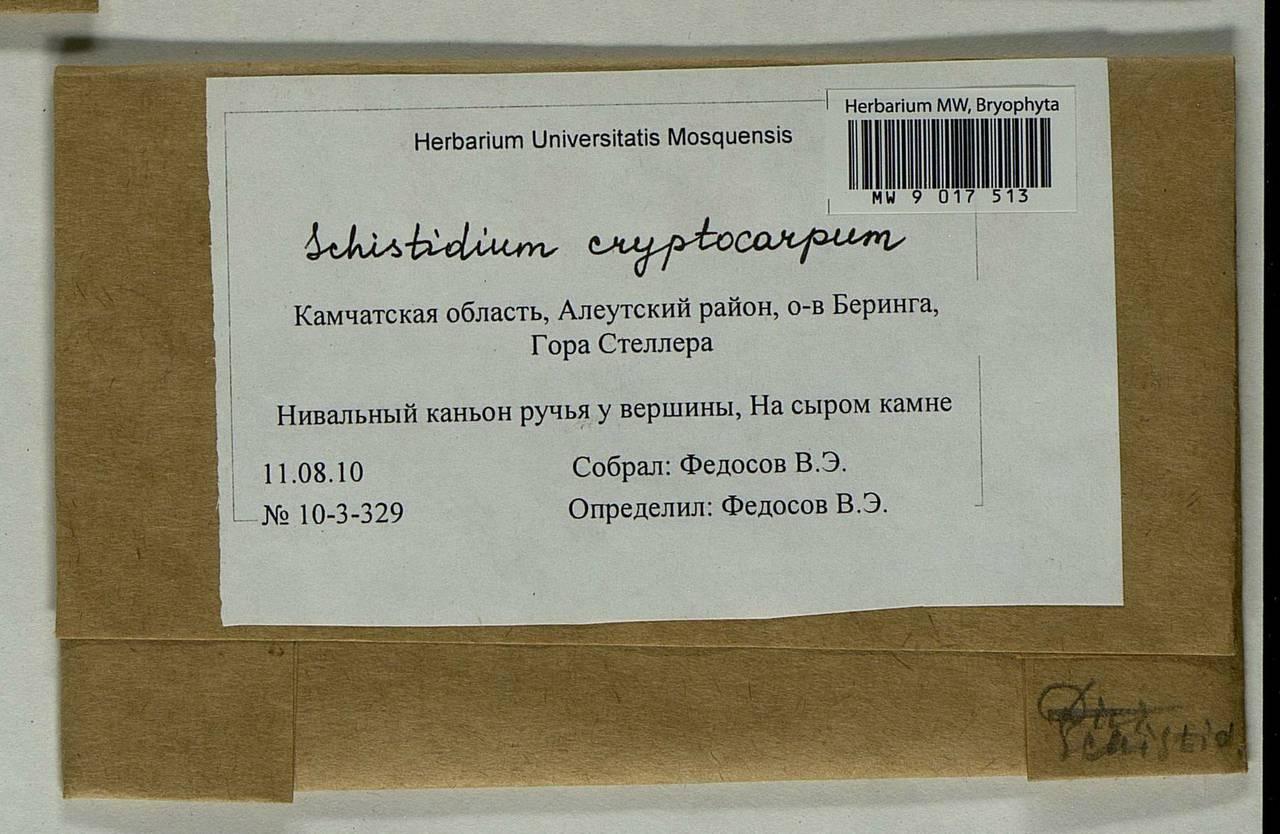 Herbarium MW, Bryophyta
MW 9 017 513
Herbarium Universitatis Mosquensis
Schistidium cryptocarpum
Камчатская область, Алеутский район, о-в Беринга,
Гора Стеллера
Нивальный каньон ручья у вершины, На сыром камне
11.08.10 Собрал: Федосов В.Э.
№ 10-3-329 Определил: Федосов В.Э.
Schistid.